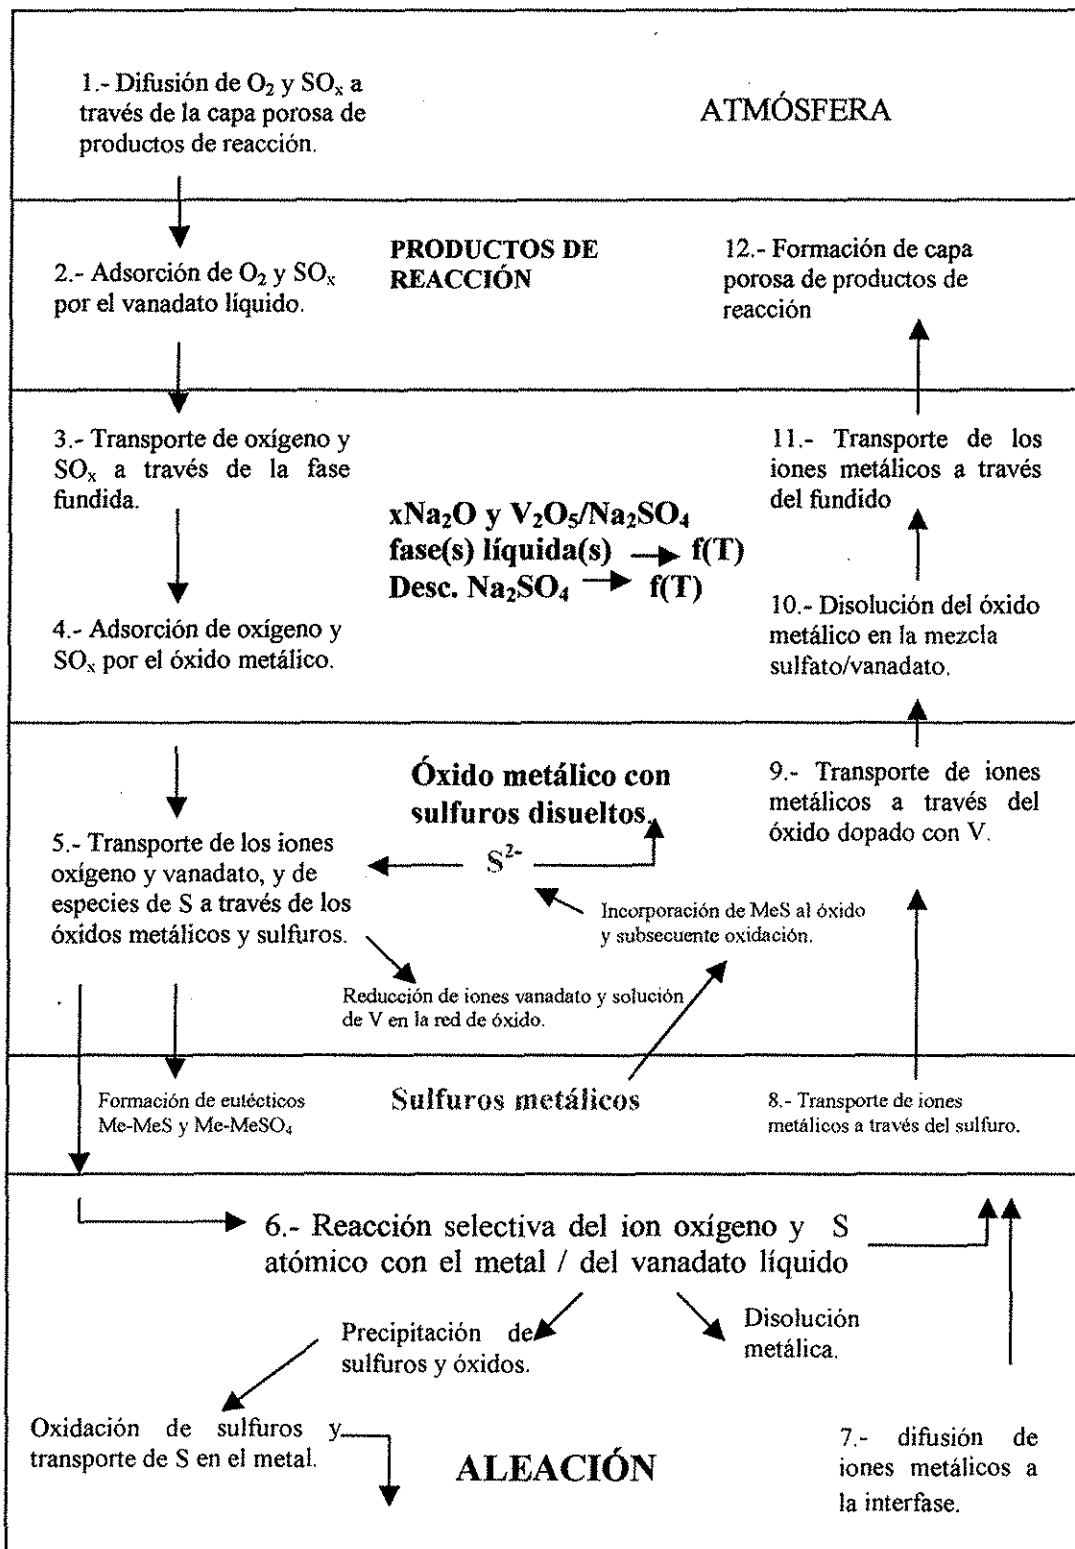 1.- Difusión de O₂ y SOₓ a
través de la capa porosa de
productos de reacción.
ATMÓSFERA
2.- Adsorción de O₂ y SOₓ
por el vanadato líquido.
PRODUCTOS DE
REACCIÓN
12.- Formación de capa
porosa de productos de
reacción
3.- Transporte de oxígeno y
SOₓ a través de la fase
fundida.
xNa₂O y V₂O₅/Na₂SO₄
fase(s) líquida(s) → f(T)
Desc. Na₂SO₄ → f(T)
11.- Transporte de los
iones metálicos a través
del fundido
4.- Adsorción de oxígeno y
SOₓ por el óxido metálico.
10.- Disolución del óxido
metálico en la mezcla
sulfato/vanadato.
Óxido metálico con
sulfuros disueltos.
9.- Transporte de iones
metálicos a través del
óxido dopado con V.
5.- Transporte de los iones
oxígeno y vanadato, y de
especies de S a través de los
óxidos metálicos y sulfuros.
S²⁻
Incorporación de MeS al óxido
y subsecuente oxidación.
Reducción de iones vanadato y solución
de V en la red de óxido.
Formación de eutécticos
Me-MeS y Me-MeSO₄
Sulfuros metálicos
8.- Transporte de iones
metálicos a través del sulfuro.
6.- Reacción selectiva del ion oxígeno y S
atómico con el metal / del vanadato líquido
Precipitación de
sulfuros y óxidos.
Disolución
metálica.
Oxidación de sulfuros y
transporte de S en el metal.
ALEACIÓN
7.- difusión de
iones metálicos a
la interfase.